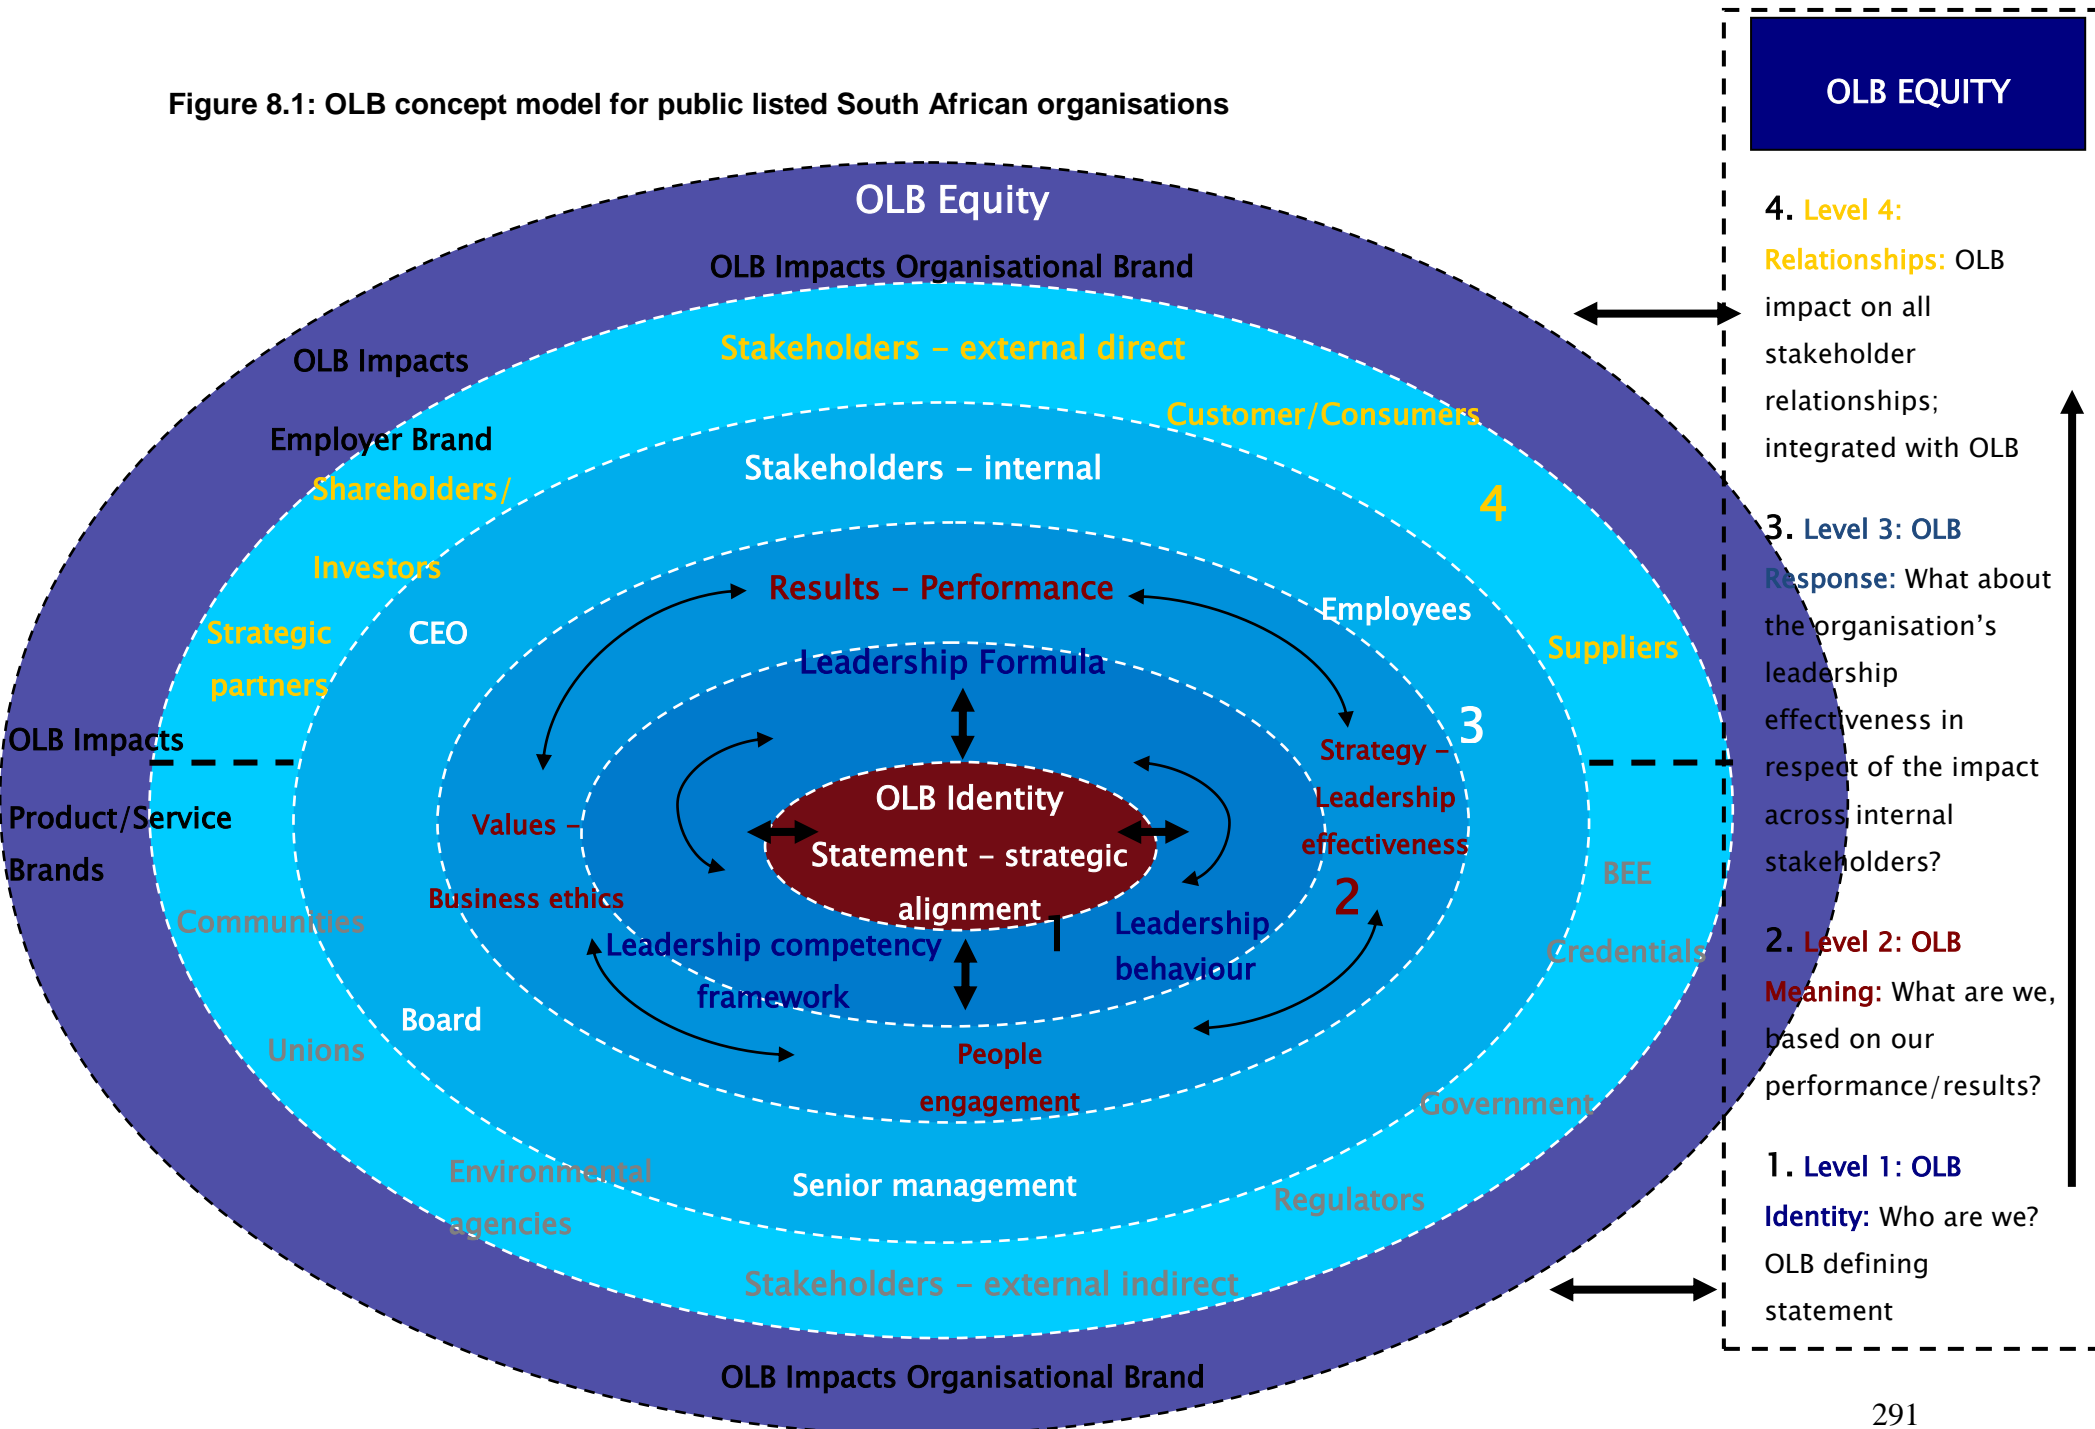 Figure 8.1: OLB concept model for public listed South African organisations
OLB Equity
OLB Impacts Organisational Brand
OLB Impacts
Employer Brand
Stakeholders – external direct
Customer/Consumers
Shareholders/
Investors
Strategic
partners
Suppliers
4
Stakeholders – internal
CEO
Employees
Results – Performance
Leadership Formula
3
Strategy –
Leadership
effectiveness
2
OLB Impacts
Product/Service
Brands
Values –
Business ethics
OLB Identity
Statement – strategic
alignment
1
Leadership competency
framework
Leadership
behaviour
People
engagement
Board
Senior management
Communities
Unions
Environmental
agencies
BEE
Credentials
Government
Regulators
Stakeholders – external indirect
OLB Impacts Organisational Brand
OLB EQUITY
4. Level 4:
Relationships: OLB
impact on all
stakeholder
relationships;
integrated with OLB
3. Level 3: OLB
Response: What about
the organisation’s
leadership
effectiveness in
respect of the impact
across internal
stakeholders?
2. Level 2: OLB
Meaning: What are we,
based on our
performance/results?
1. Level 1: OLB
Identity: Who are we?
OLB defining
statement
291